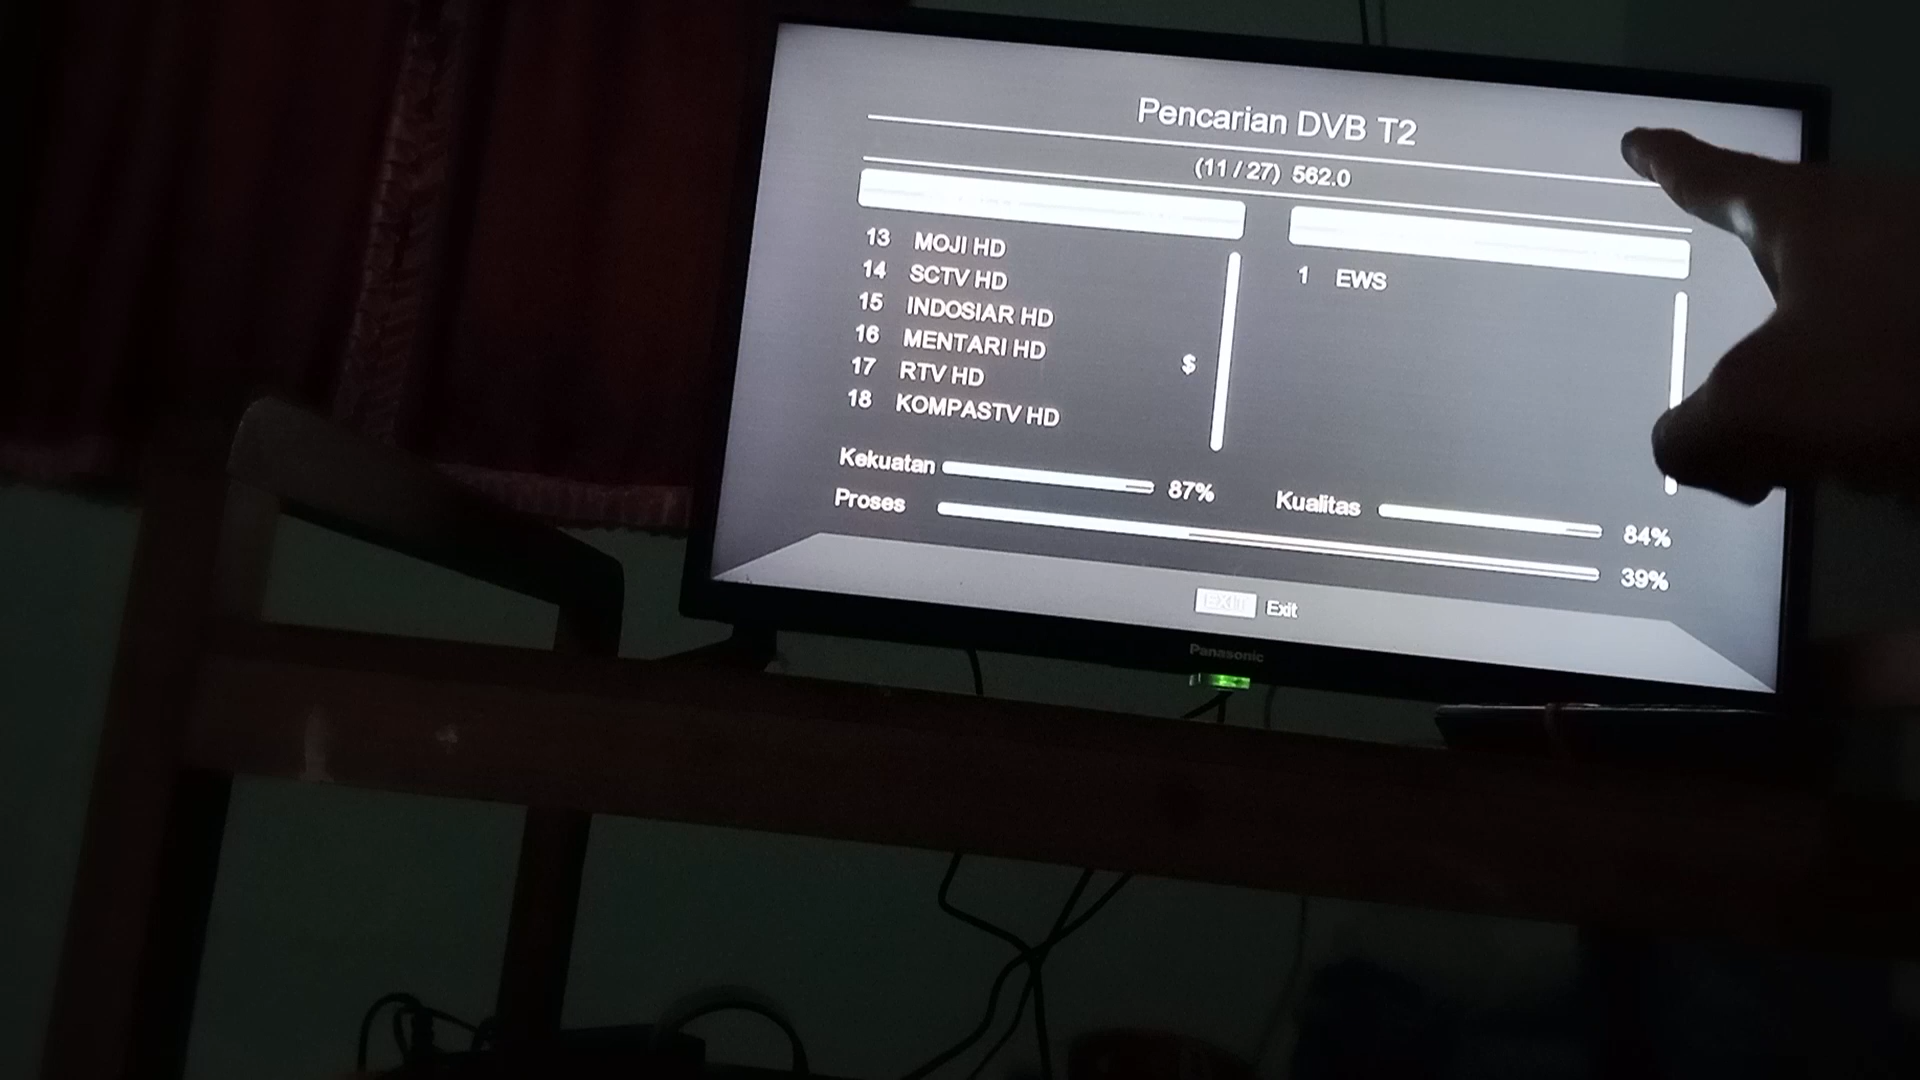 Pencarian DVB T2
(11 / 27) 562.0
13 MOJI HD
14 SCTV HD
15 INDOSIAR HD
16 MENTARI HD $
17 RTV HD
18 KOMPASTV HD
1 EWS
Kekuatan 87% Kualitas 84%
Proses 39%
EXIT Exit
Panasonic